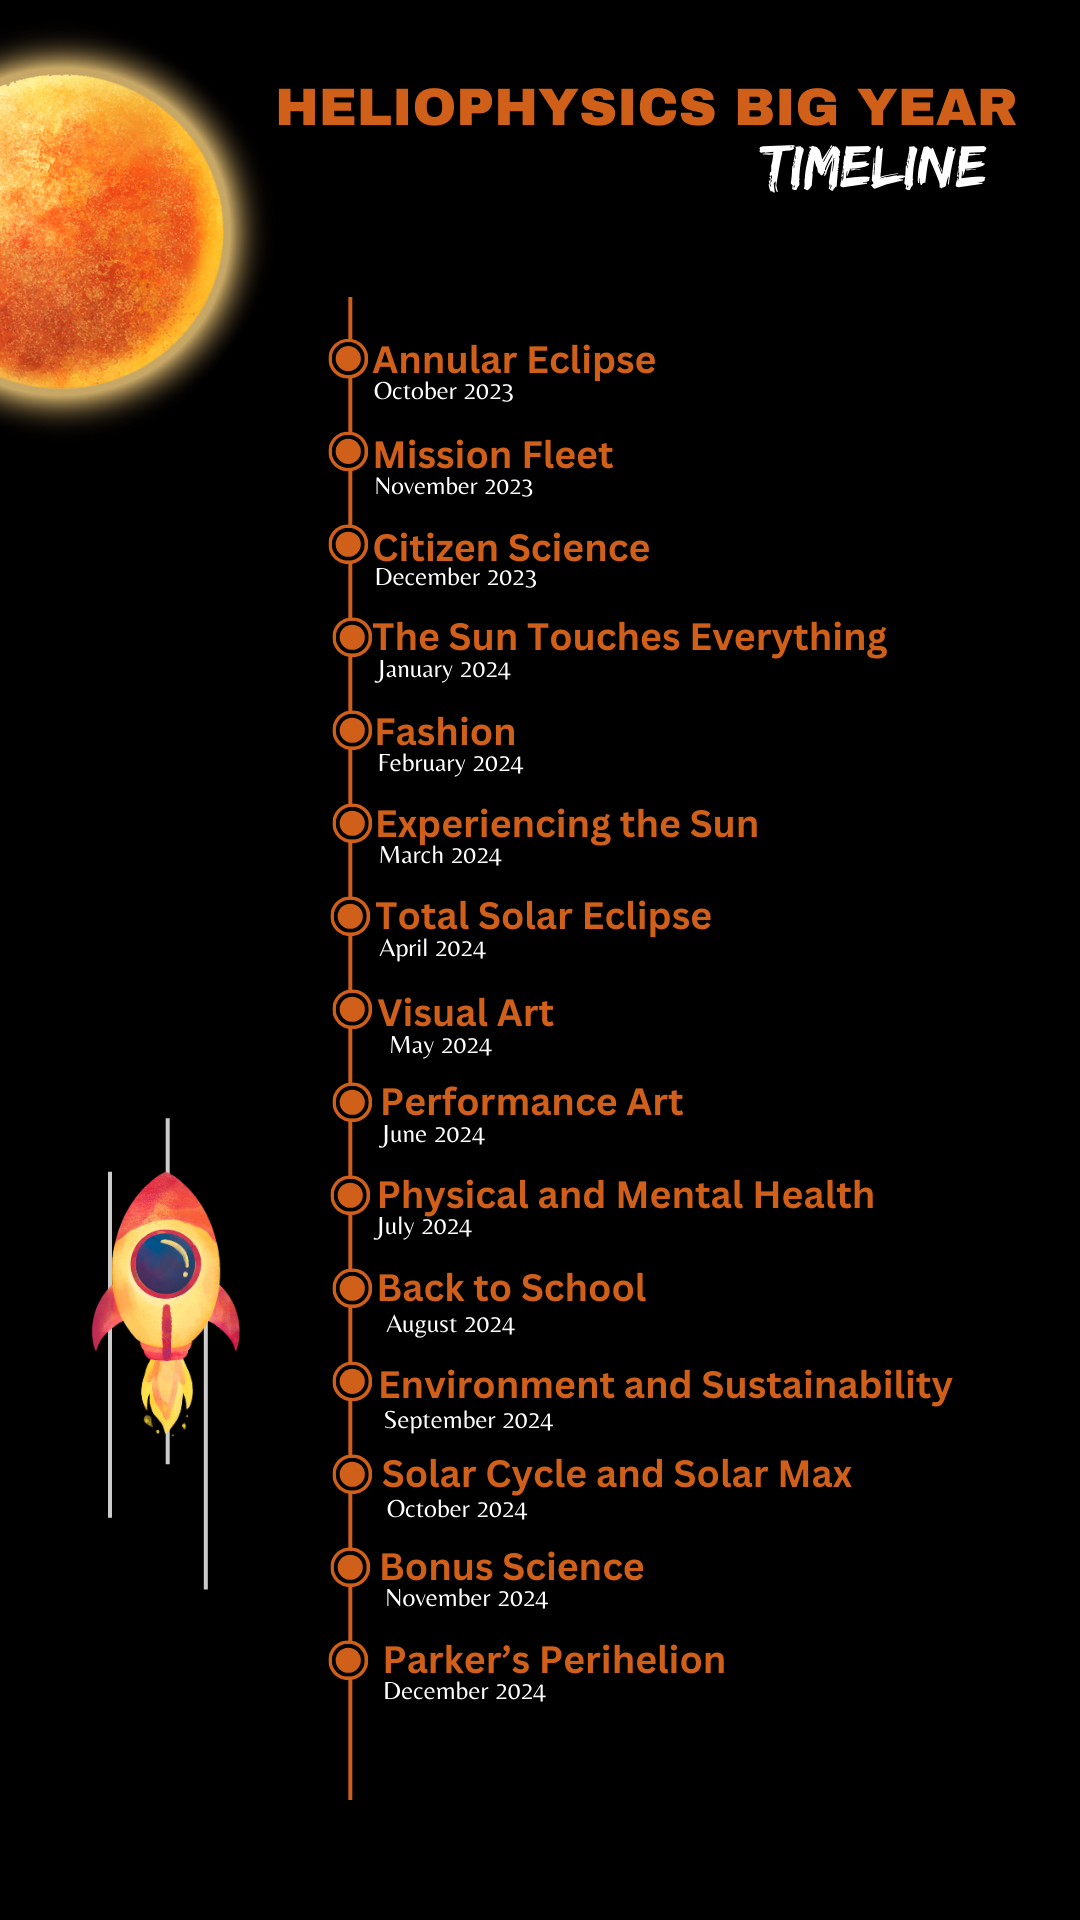 HELIOPHYSICS BIG YEAR
TIMELINE
Annular Eclipse
October 2023
Mission Fleet
November 2023
Citizen Science
December 2023
The Sun Touches Everything
January 2024
Fashion
February 2024
Experiencing the Sun
March 2024
Total Solar Eclipse
April 2024
Visual Art
May 2024
Performance Art
June 2024
Physical and Mental Health
July 2024
Back to School
August 2024
Environment and Sustainability
September 2024
Solar Cycle and Solar Max
October 2024
Bonus Science
November 2024
Parker’s Perihelion
December 2024